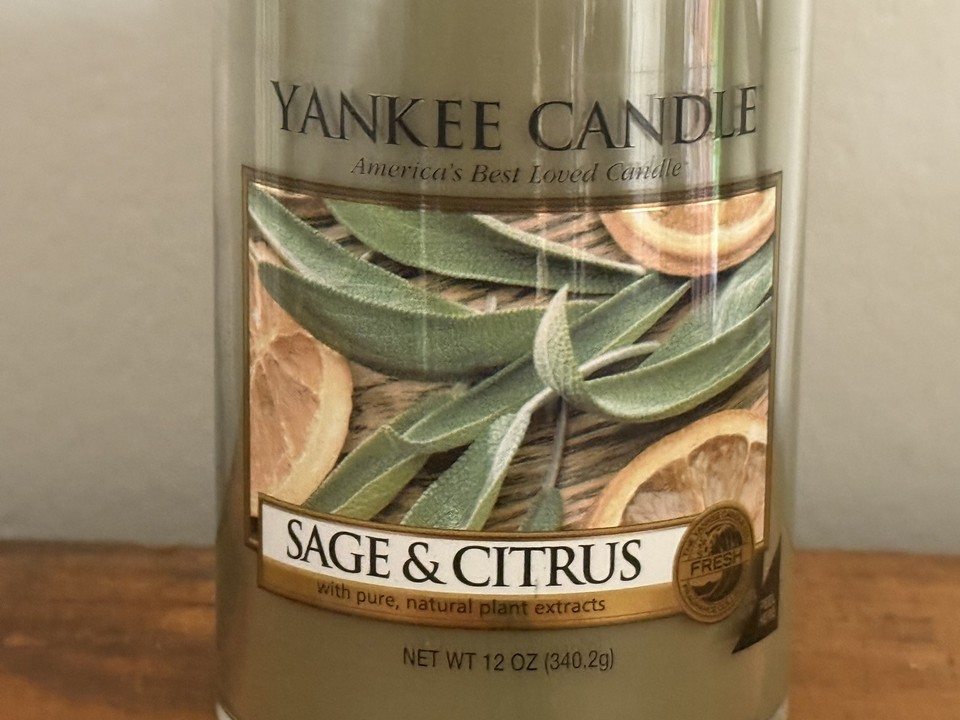 YANKEE CANDLE
America's Best Loved Candle
SAGE & CITRUS
with pure, natural plant extracts
FRESH
NET WT 12 OZ (340.2g)